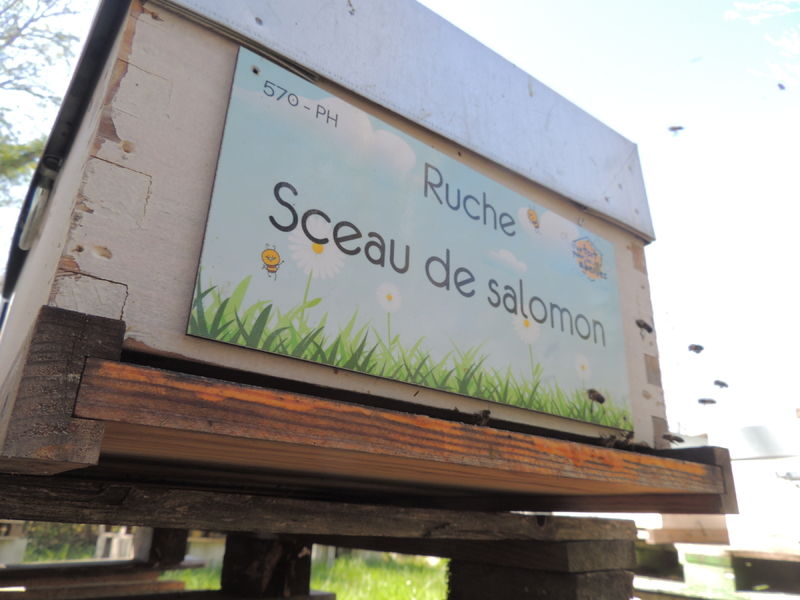 570 - PH
Ruche
Sceau de salomon